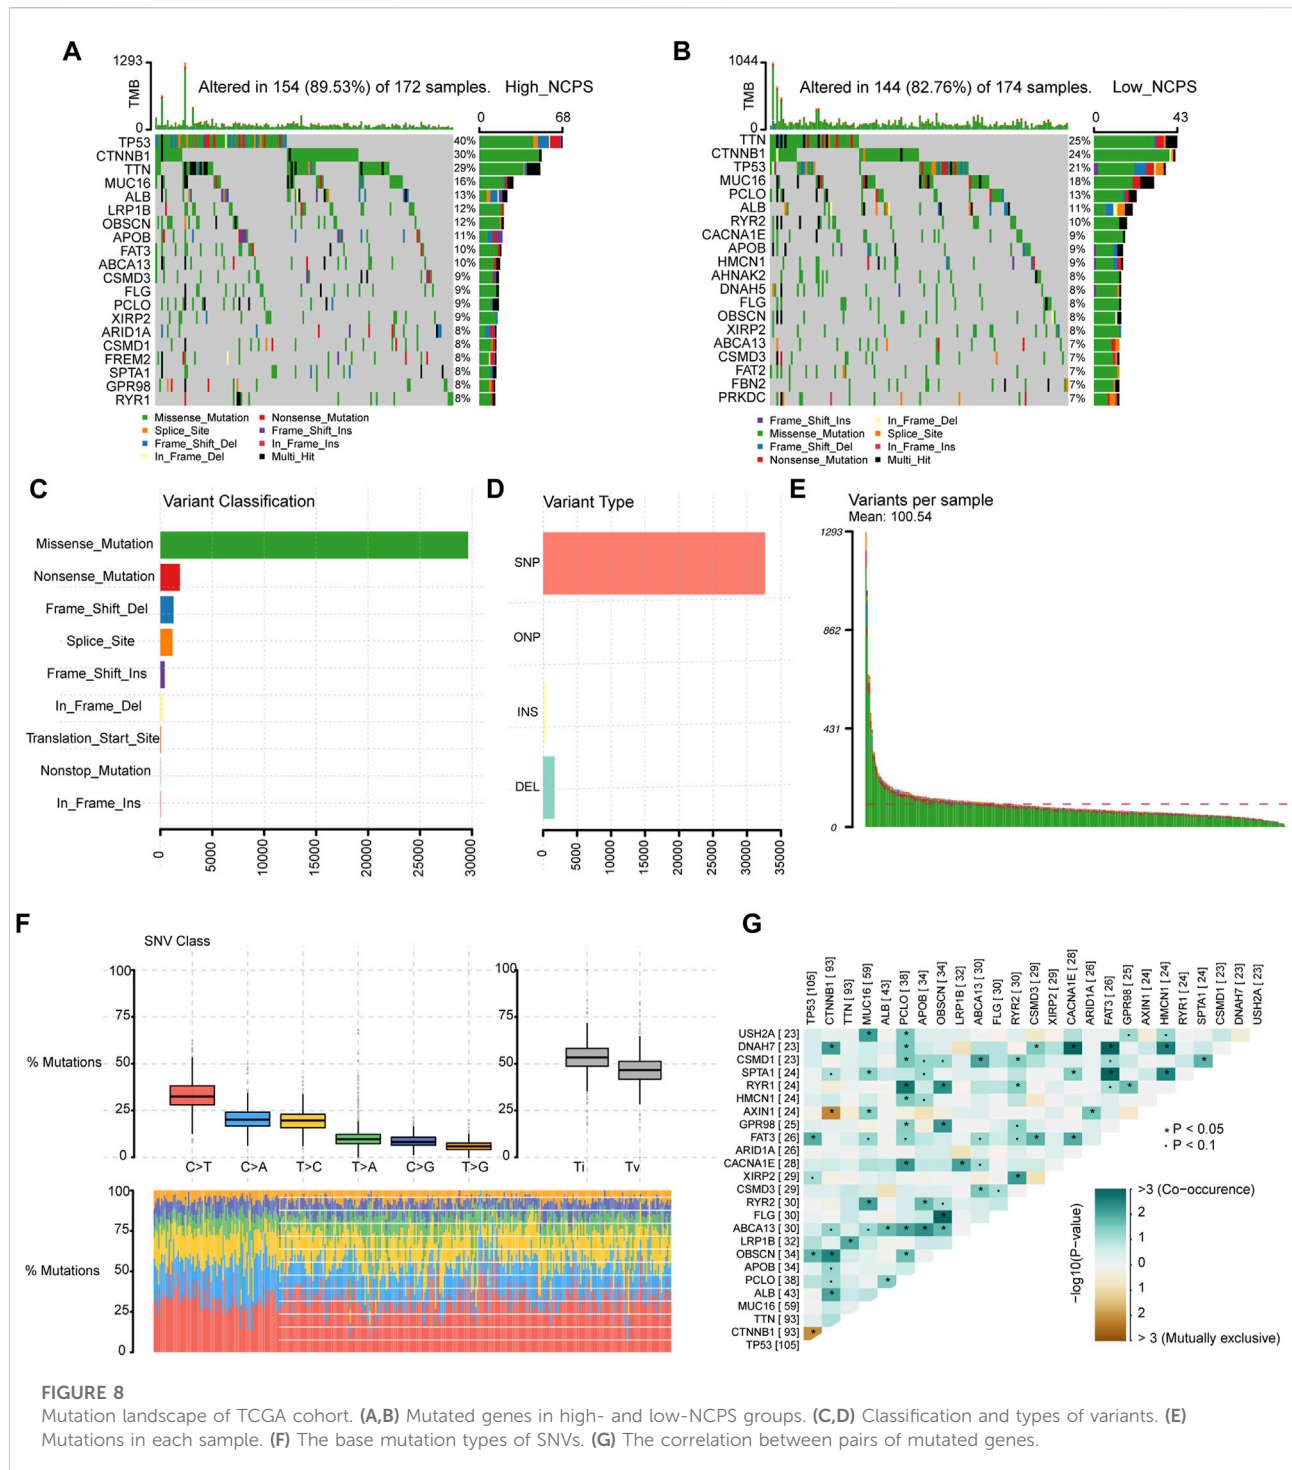 A
1293
TMB
0
Altered in 154 (89.53%) of 172 samples.
High_NCPS
0 68
TP53 40%
CTNNB1 30%
TTN 29%
MUC16 16%
ALB 13%
LRP1B 12%
OBSCN 12%
APOB 11%
FAT3 10%
ABCA13 10%
CSMD3 9%
FLG 9%
PCLO 9%
XIRP2 9%
ARID1A 8%
CSMD1 8%
FREM2 8%
SPTA1 8%
GPR98 8%
RYR1 8%
Missense_Mutation Nonsense_Mutation
Splice_Site Frame_Shift_Ins
Frame_Shift_Del In_Frame_Ins
In_Frame_Del Multi_Hit
B
1044
TMB
0
Altered in 144 (82.76%) of 174 samples.
Low_NCPS
0 43
TTN 25%
CTNNB1 24%
TP53 21%
MUC16 18%
PCLO 13%
ALB 11%
RYR2 10%
CACNA1E 9%
APOB 9%
HMCN1 9%
AHNAK2 8%
DNAH5 8%
FLG 8%
OBSCN 8%
XIRP2 8%
ABCA13 7%
CSMD3 7%
FAT2 7%
FBN2 7%
PRKDC 7%
Frame_Shift_Ins In_Frame_Del
Missense_Mutation Splice_Site
Frame_Shift_Del In_Frame_Ins
Nonsense_Mutation Multi_Hit
C
Variant Classification
Missense_Mutation
Nonsense_Mutation
Frame_Shift_Del
Splice_Site
Frame_Shift_Ins
In_Frame_Del
Translation_Start_Site
Nonstop_Mutation
In_Frame_Ins
0 5000 10000 15000 20000 25000 30000
D
Variant Type
SNP
ONP
INS
DEL
0 5000 10000 15000 20000 25000 30000 35000
E
Variants per sample
Mean: 100.54
1293
862
431
0
F
SNV Class
100
75
50
25
0
% Mutations
C>T C>A T>C T>A C>G T>G
100
75
50
25
0
Ti Tv
100
75
50
25
0
% Mutations
G
TP53 [105]
CTNNB1 [ 93]
TTN [ 93]
MUC16 [ 59]
ALB [ 43]
PCLO [ 38]
APOB [ 34]
OBSCN [ 34]
LRP1B [ 32]
ABCA13 [ 30]
FLG [ 30]
RYR2 [ 30]
CSMD3 [ 29]
XIRP2 [ 29]
CACNA1E [ 28]
ARID1A [ 26]
FAT3 [ 26]
GPR98 [ 25]
AXIN1 [ 24]
HMCN1 [ 24]
RYR1 [ 24]
SPTA1 [ 24]
CSMD1 [ 23]
DNAH7 [ 23]
USH2A [ 23]
USH2A [ 23]
DNAH7 [ 23]
CSMD1 [ 23]
SPTA1 [ 24]
RYR1 [ 24]
HMCN1 [ 24]
AXIN1 [ 24]
GPR98 [ 25]
FAT3 [ 26]
ARID1A [ 26]
CACNA1E [ 28]
XIRP2 [ 29]
CSMD3 [ 29]
RYR2 [ 30]
FLG [ 30]
ABCA13 [ 30]
LRP1B [ 32]
OBSCN [ 34]
APOB [ 34]
PCLO [ 38]
ALB [ 43]
MUC16 [ 59]
TTN [ 93]
CTNNB1 [ 93]
TP53 [105]
* P < 0.05
· P < 0.1
−log10(P−value)
>3 (Co−occurence)
2
1
0
1
2
> 3 (Mutually exclusive)
FIGURE 8
Mutation landscape of TCGA cohort. (A,B) Mutated genes in high- and low-NCPS groups. (C,D) Classification and types of variants. (E)
Mutations in each sample. (F) The base mutation types of SNVs. (G) The correlation between pairs of mutated genes.